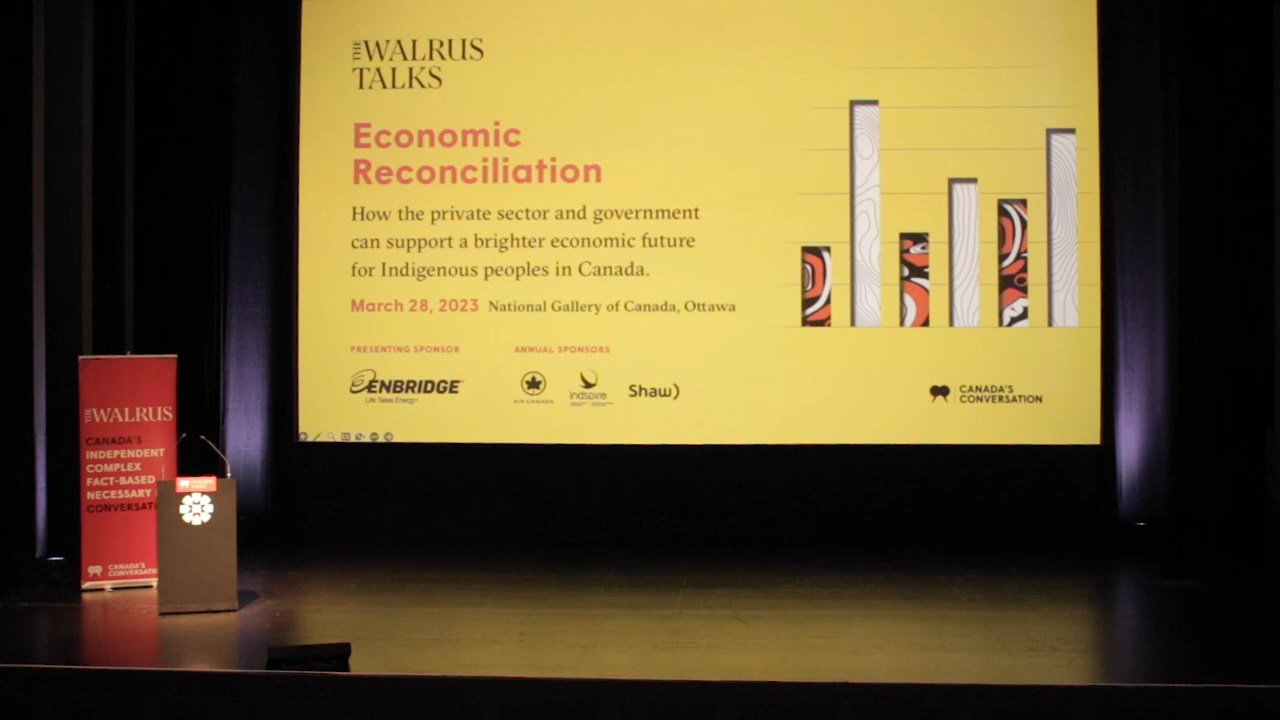 THE WALRUS
TALKS
Economic
Reconciliation
How the private sector and government
can support a brighter economic future
for Indigenous peoples in Canada.
March 28, 2023 National Gallery of Canada, Ottawa
PRESENTING SPONSOR
ANNUAL SPONSORS
ENBRIDGE
Life Takes Energy
AIR CANADA
indspire
Shaw)
CANADA'S
CONVERSATION
THE WALRUS
CANADA'S
INDEPENDENT
COMPLEX
FACT-BASED
NECESSARY
CONVERSATI
CANADA'S
CONVERSATI